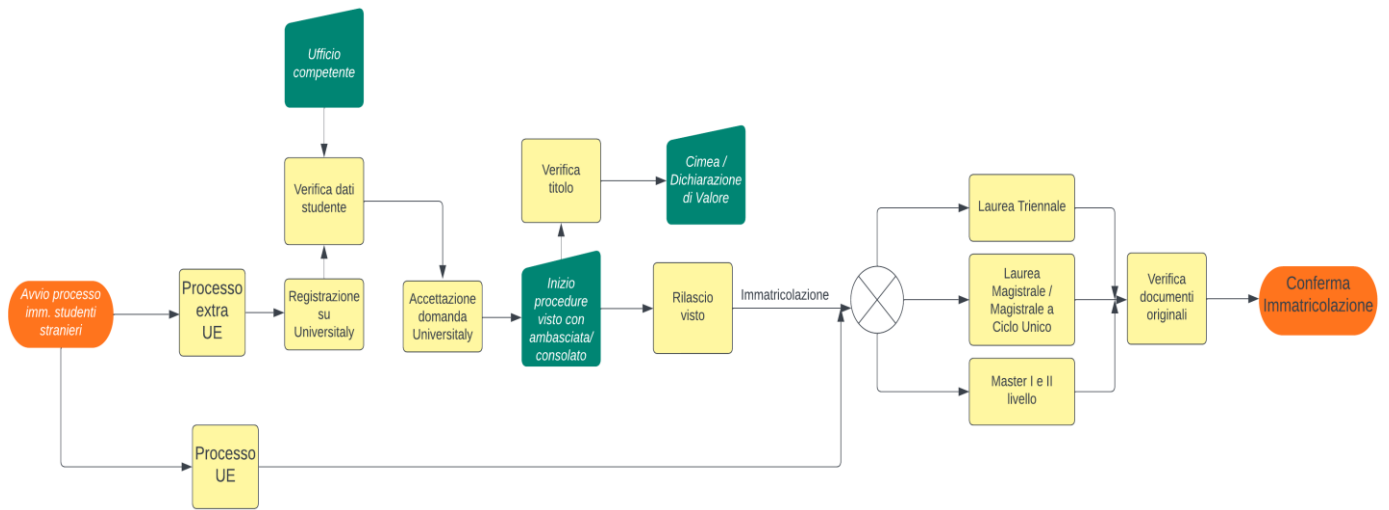 Ufficio
competente
Verifica dati
studente
Verifica
titolo
Cimea /
Dichiarazione
di Valore
Avvio processo
imm. studenti
stranieri
Processo
extra
UE
Registrazione
su
Universitaly
Accettazione
domanda
Universitaly
Inizio
procedure
visto con
ambasciata/
consolato
Rilascio
visto
Immatricolazione
Laurea Triennale
Laurea
Magistrale /
Magistrale a
Ciclo Unico
Master I e II
livello
Verifica
documenti
originali
Conferma
Immatricolazione
Processo
UE